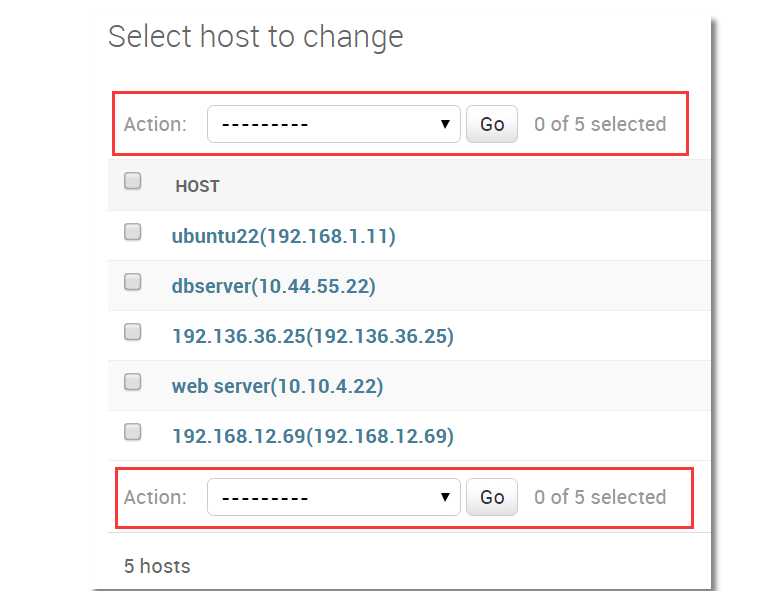 Select host to change
Action: --------- Go 0 of 5 selected
HOST
ubuntu22(192.168.1.11)
dbserver(10.44.55.22)
192.136.36.25(192.136.36.25)
web server(10.10.4.22)
192.168.12.69(192.168.12.69)
Action: --------- Go 0 of 5 selected
5 hosts